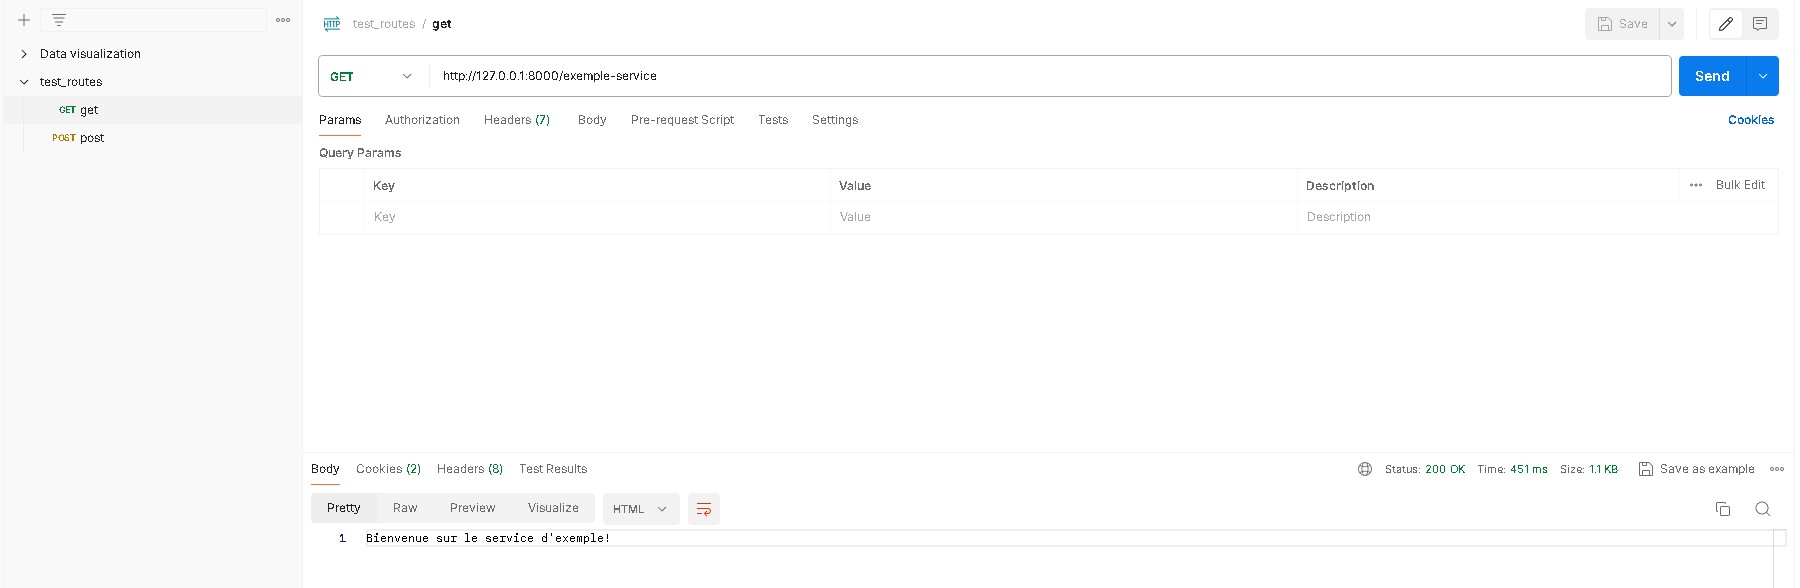 Data visualization
test_routes
GET get
POST post
HTTP test_routes / get
Save
GET http://127.0.0.1:8000/exemple-service
Send
Params Authorization Headers (7) Body Pre-request Script Tests Settings
Cookies
Query Params
Key Value Description Bulk Edit
Key Value Description
Body Cookies (2) Headers (8) Test Results
Status: 200 OK Time: 451 ms Size: 1.1 KB Save as example
Pretty Raw Preview Visualize HTML
1 Bienvenue sur le service d'exemple!